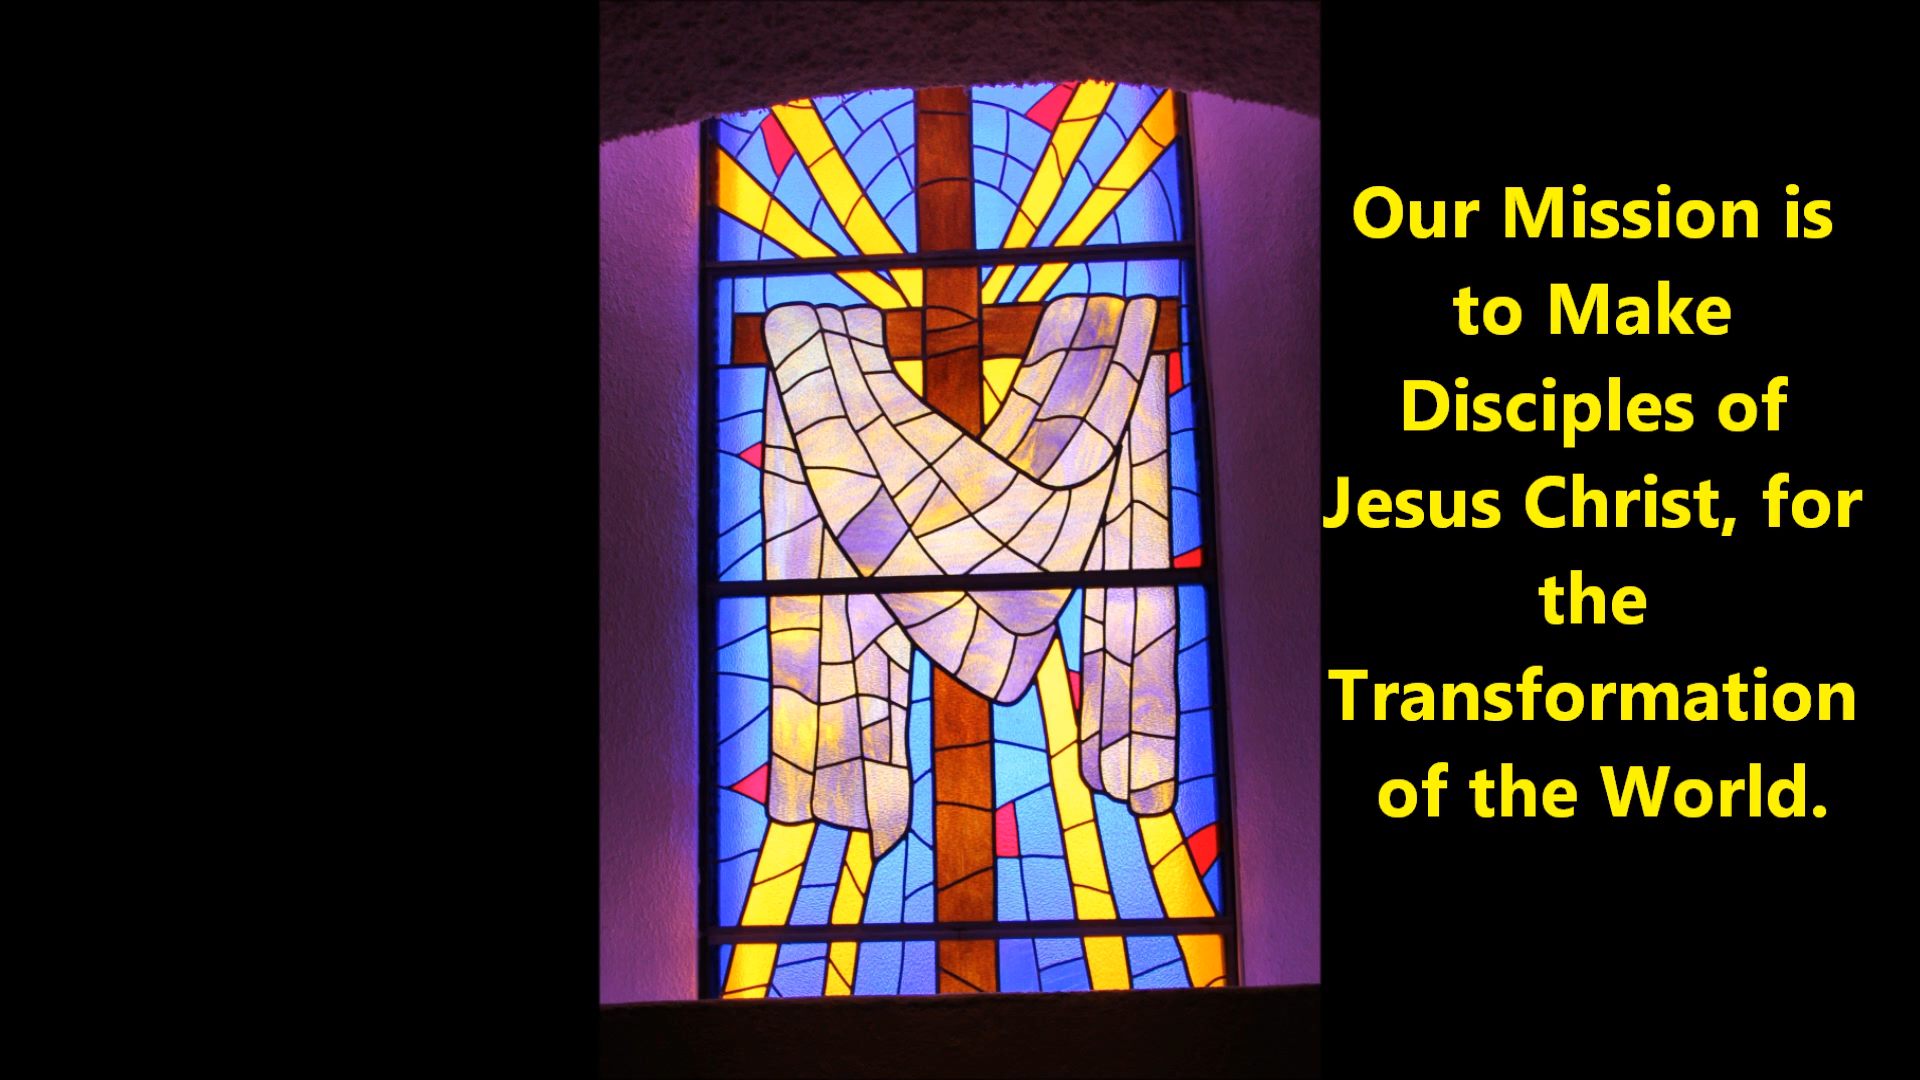 Our Mission is
to Make
Disciples of
Jesus Christ, for
the
Transformation
of the World.